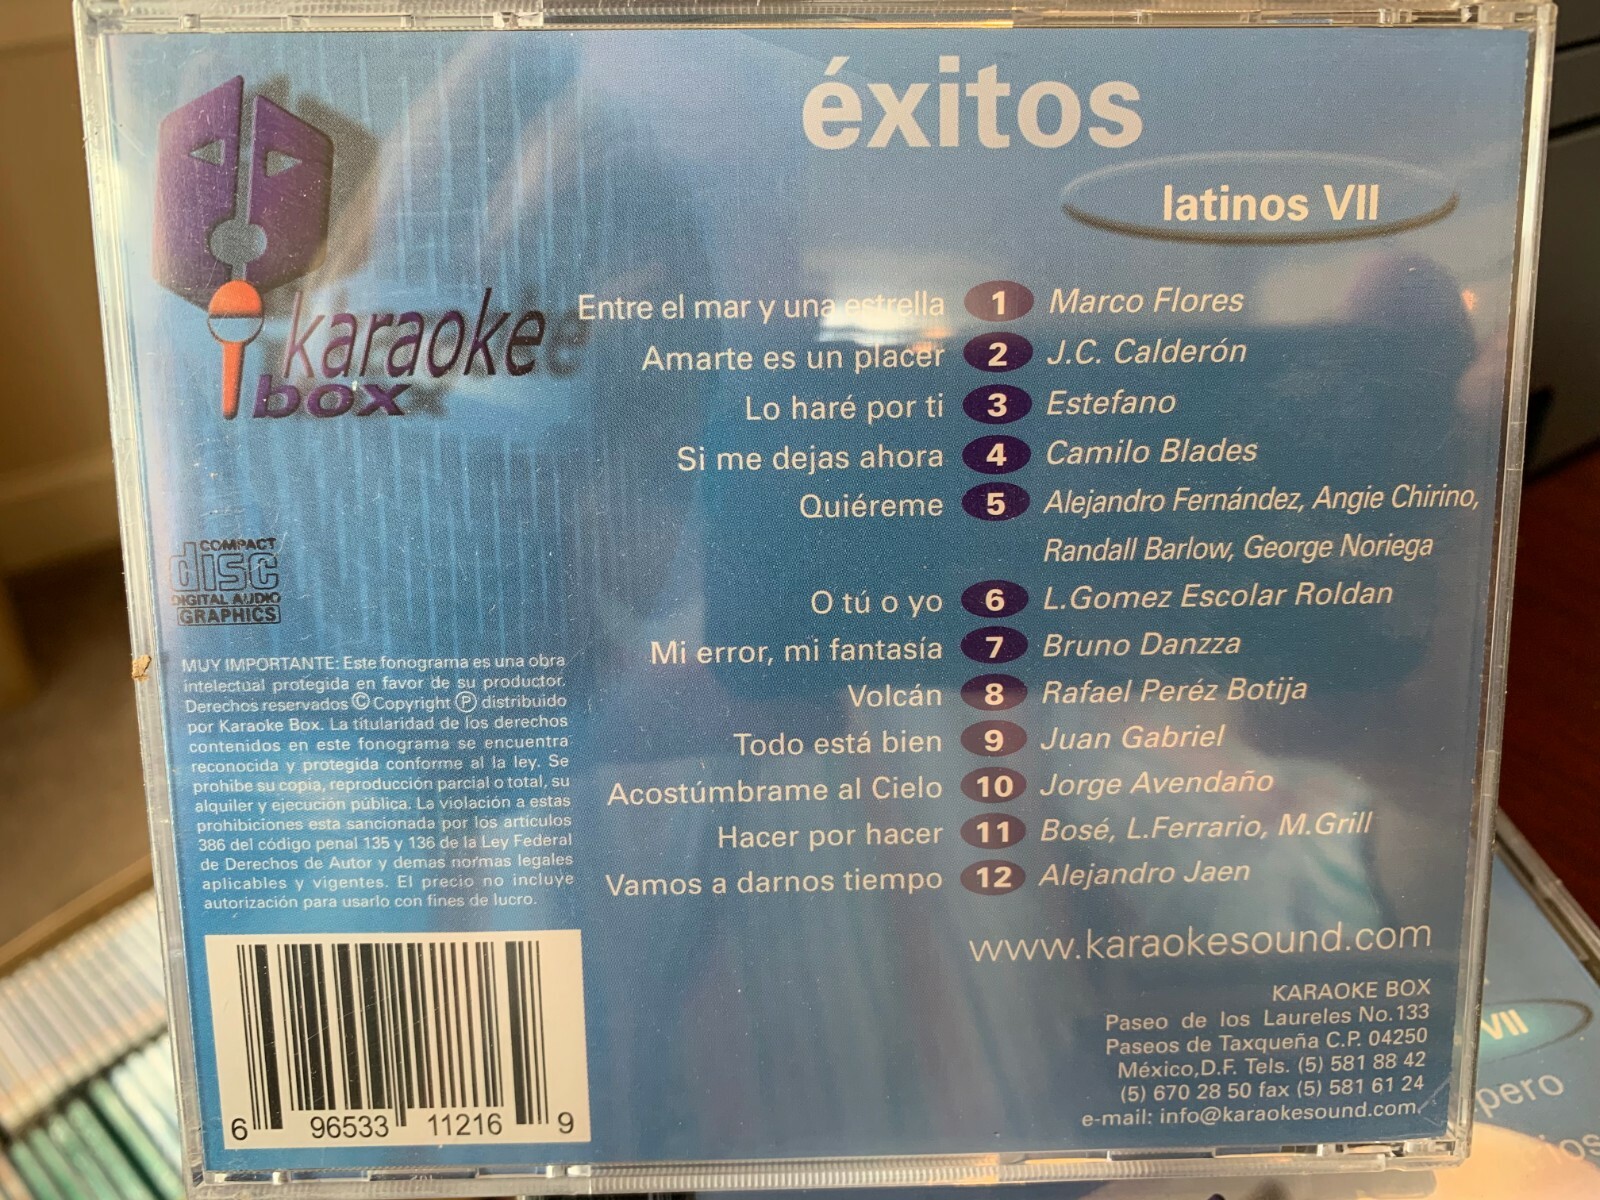 éxitos
latinos VII
karaoke
box
Entre el mar y una estrella 1 Marco Flores
Amarte es un placer 2 J.C. Calderón
Lo haré por ti 3 Estefano
Si me dejas ahora 4 Camilo Blades
Quiéreme 5 Alejandro Fernández, Angie Chirino,
Randall Barlow, George Noriega
O tú o yo 6 L.Gomez Escolar Roldan
Mi error, mi fantasía 7 Bruno Danzza
Volcán 8 Rafael Peréz Botija
Todo está bien 9 Juan Gabriel
Acostúmbrame al Cielo 10 Jorge Avendaño
Hacer por hacer 11 Bosé, L.Ferrario, M.Grill
Vamos a darnos tiempo 12 Alejandro Jaen
COMPACT
disc
DIGITAL AUDIO
GRAPHICS
MUY IMPORTANTE: Este fonograma es una obra
intelectual protegida en favor de su productor.
Derechos reservados © Copyright ℗ distribuido
por Karaoke Box. La titularidad de los derechos
contenidos en este fonograma se encuentra
reconocida y protegida conforme al la ley. Se
prohibe su copia, reproducción parcial o total, su
alquiler y ejecución pública. La violación a estas
prohibiciones esta sancionada por los artículos
386 del código penal 135 y 136 de la Ley Federal
de Derechos de Autor y demas normas legales
aplicables y vigentes. El precio no incluye
autorización para usarlo con fines de lucro.
6 96533 11216 9
www.karaokesound.com
KARAOKE BOX
Paseo de los Laureles No.133
Paseos de Taxqueña C.P. 04250
México,D.F. Tels. (5) 581 88 42
(5) 670 28 50 fax (5) 581 61 24
e-mail: info@karaokesound.com
VII
pero